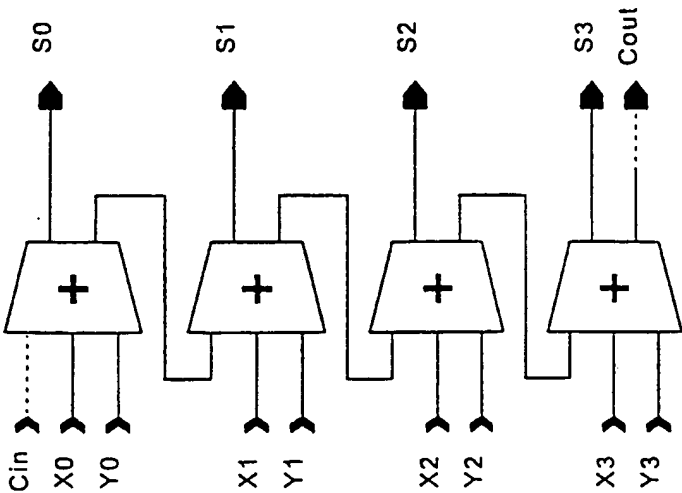 S0
S1
S2
S3
Cout
+
+
+
+
Cin
X0
Y0
X1
Y1
X2
Y2
X3
Y3